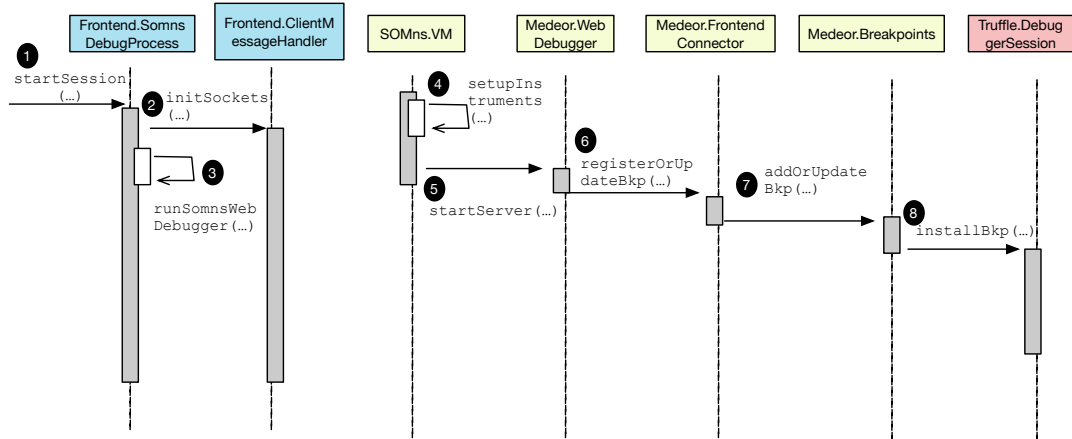 Frontend.Somns
DebugProcess
Frontend.ClientM
essageHandler
SOMns.VM
Medeor.Web
Debugger
Medeor.Frontend
Connector
Medeor.Breakpoints
Truffle.Debug
gerSession
1
startSession
(…)
2
initSockets
(…)
3
runSomnsWeb
Debugger(…)
4
setupIns
truments
(…)
5
startServer(…)
6
registerOrUp
dateBkp(…)
7
addOrUpdate
Bkp(…)
8
installBkp(…)